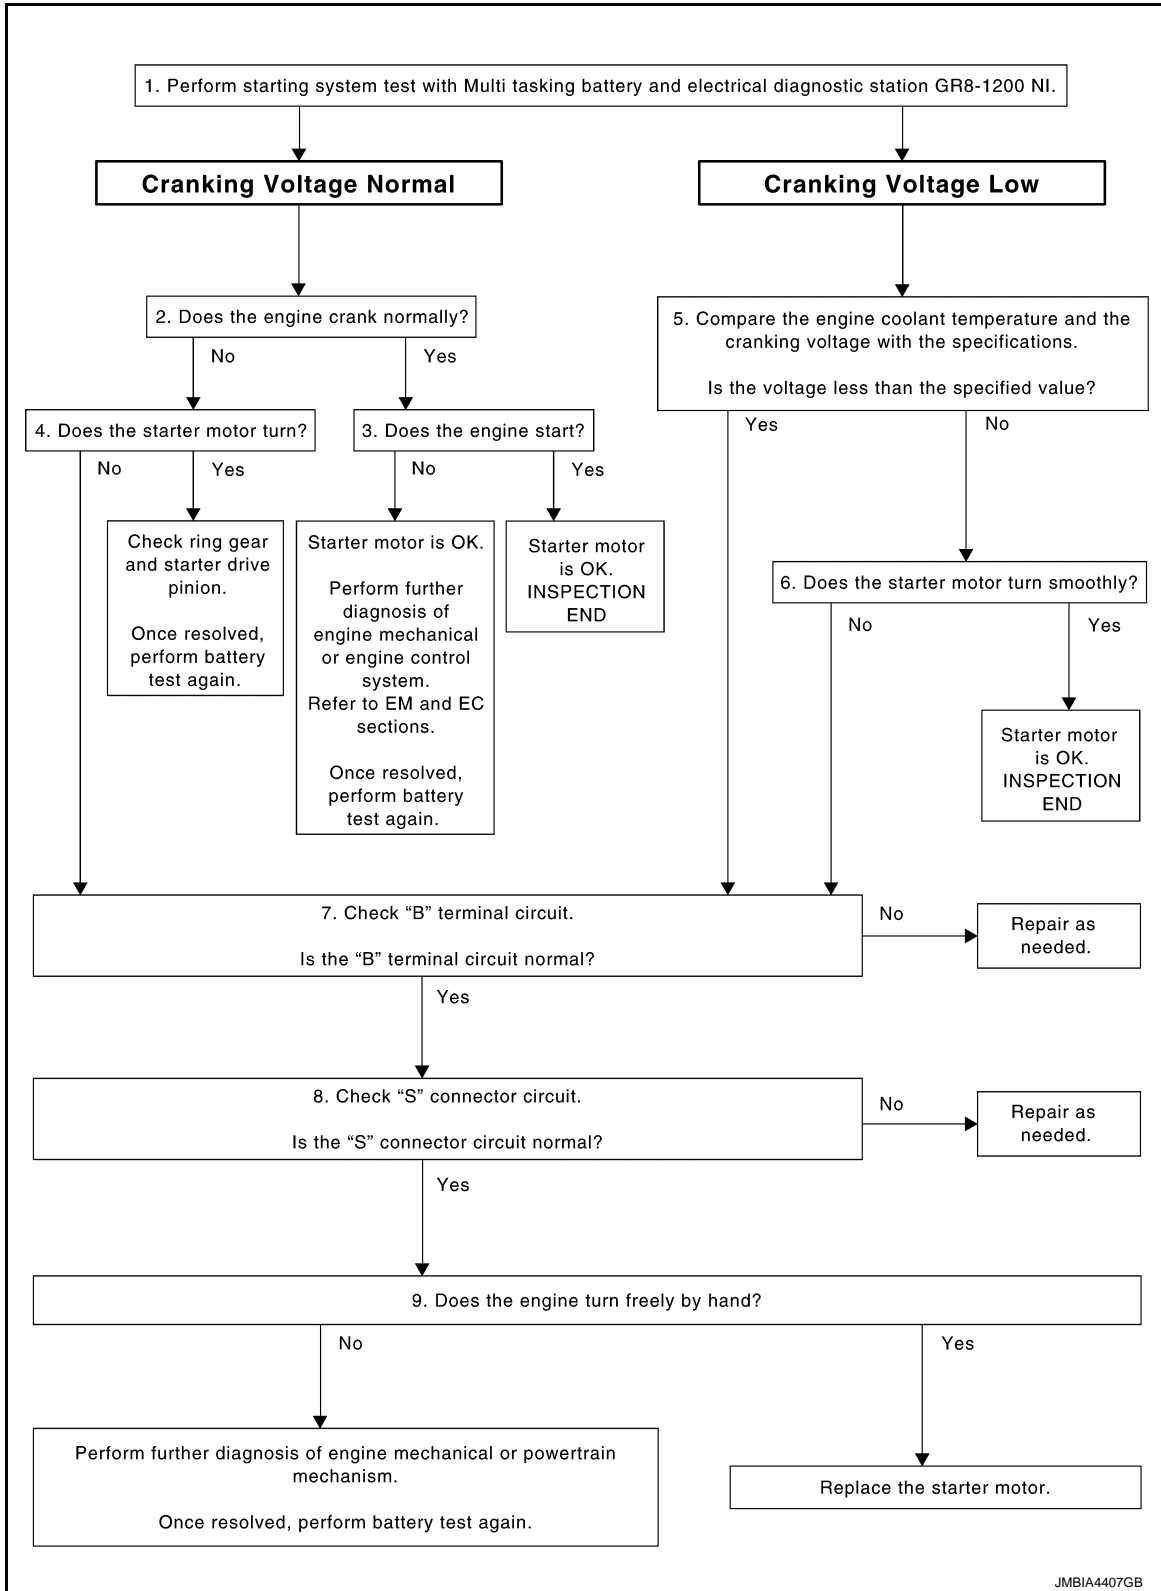 1. Perform starting system test with Multi tasking battery and electrical diagnostic station GR8-1200 NI.
Cranking Voltage Normal
Cranking Voltage Low
2. Does the engine crank normally?
No
Yes
5. Compare the engine coolant temperature and the
cranking voltage with the specifications.
Is the voltage less than the specified value?
Yes
No
4. Does the starter motor turn?
No
Yes
3. Does the engine start?
No
Yes
Check ring gear
and starter drive
pinion.
Once resolved,
perform battery
test again.
Starter motor is OK.
Perform further
diagnosis of
engine mechanical
or engine control
system.
Refer to EM and EC
sections.
Once resolved,
perform battery
test again.
Starter motor
is OK.
INSPECTION
END
6. Does the starter motor turn smoothly?
No
Yes
Starter motor
is OK.
INSPECTION
END
7. Check “B” terminal circuit.
Is the “B” terminal circuit normal?
No
Repair as
needed.
Yes
8. Check “S” connector circuit.
Is the “S” connector circuit normal?
No
Repair as
needed.
Yes
9. Does the engine turn freely by hand?
No
Yes
Perform further diagnosis of engine mechanical or powertrain
mechanism.
Once resolved, perform battery test again.
Replace the starter motor.
JMBIA4407GB